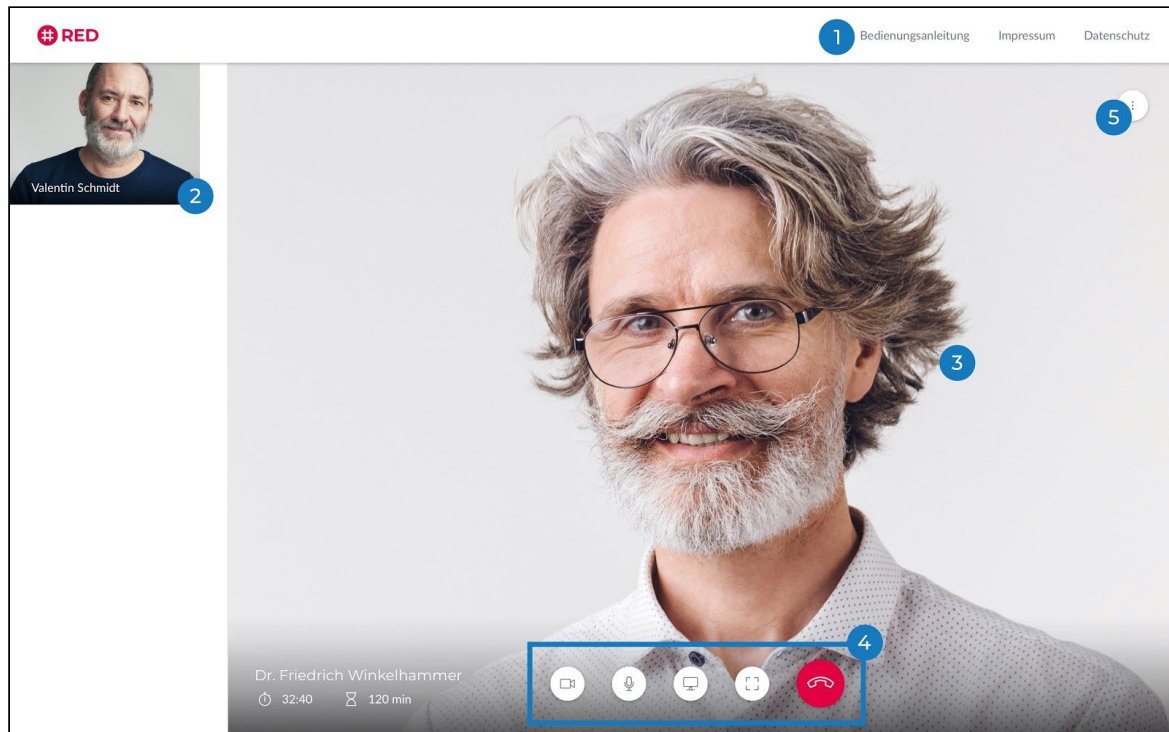 # RED
1 Bedienungsanleitung Impressum Datenschutz
5
Valentin Schmidt
2
3
4
Dr. Friedrich Winkelhammer
32:40 120 min